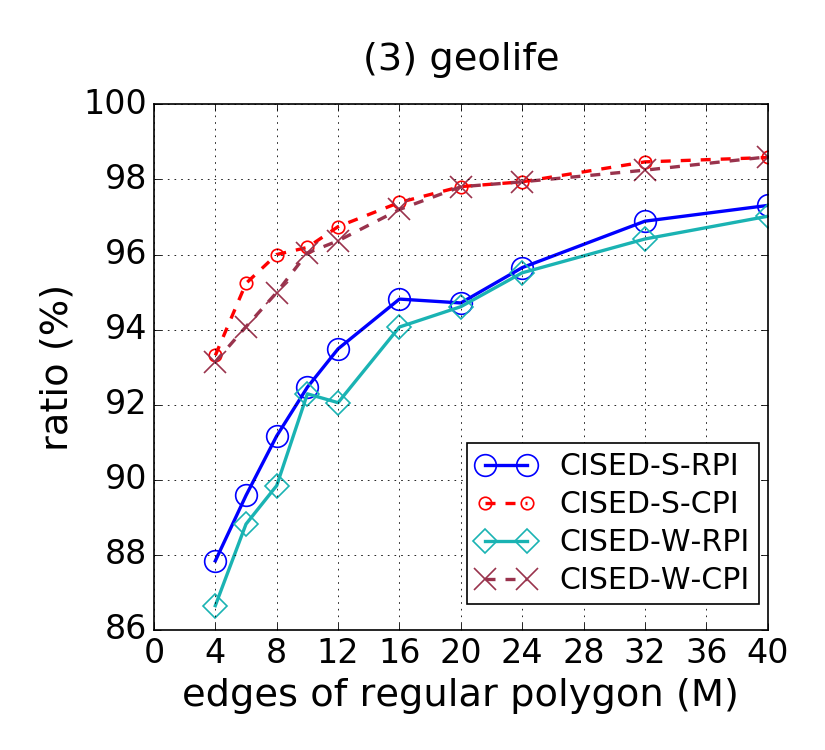 (3) geolife
100
98
96
94
92
90
88
86
ratio (%)
CISED-S-RPI
CISED-S-CPI
CISED-W-RPI
CISED-W-CPI
0 4 8 12 16 20 24 28 32 36 40
edges of regular polygon (M)